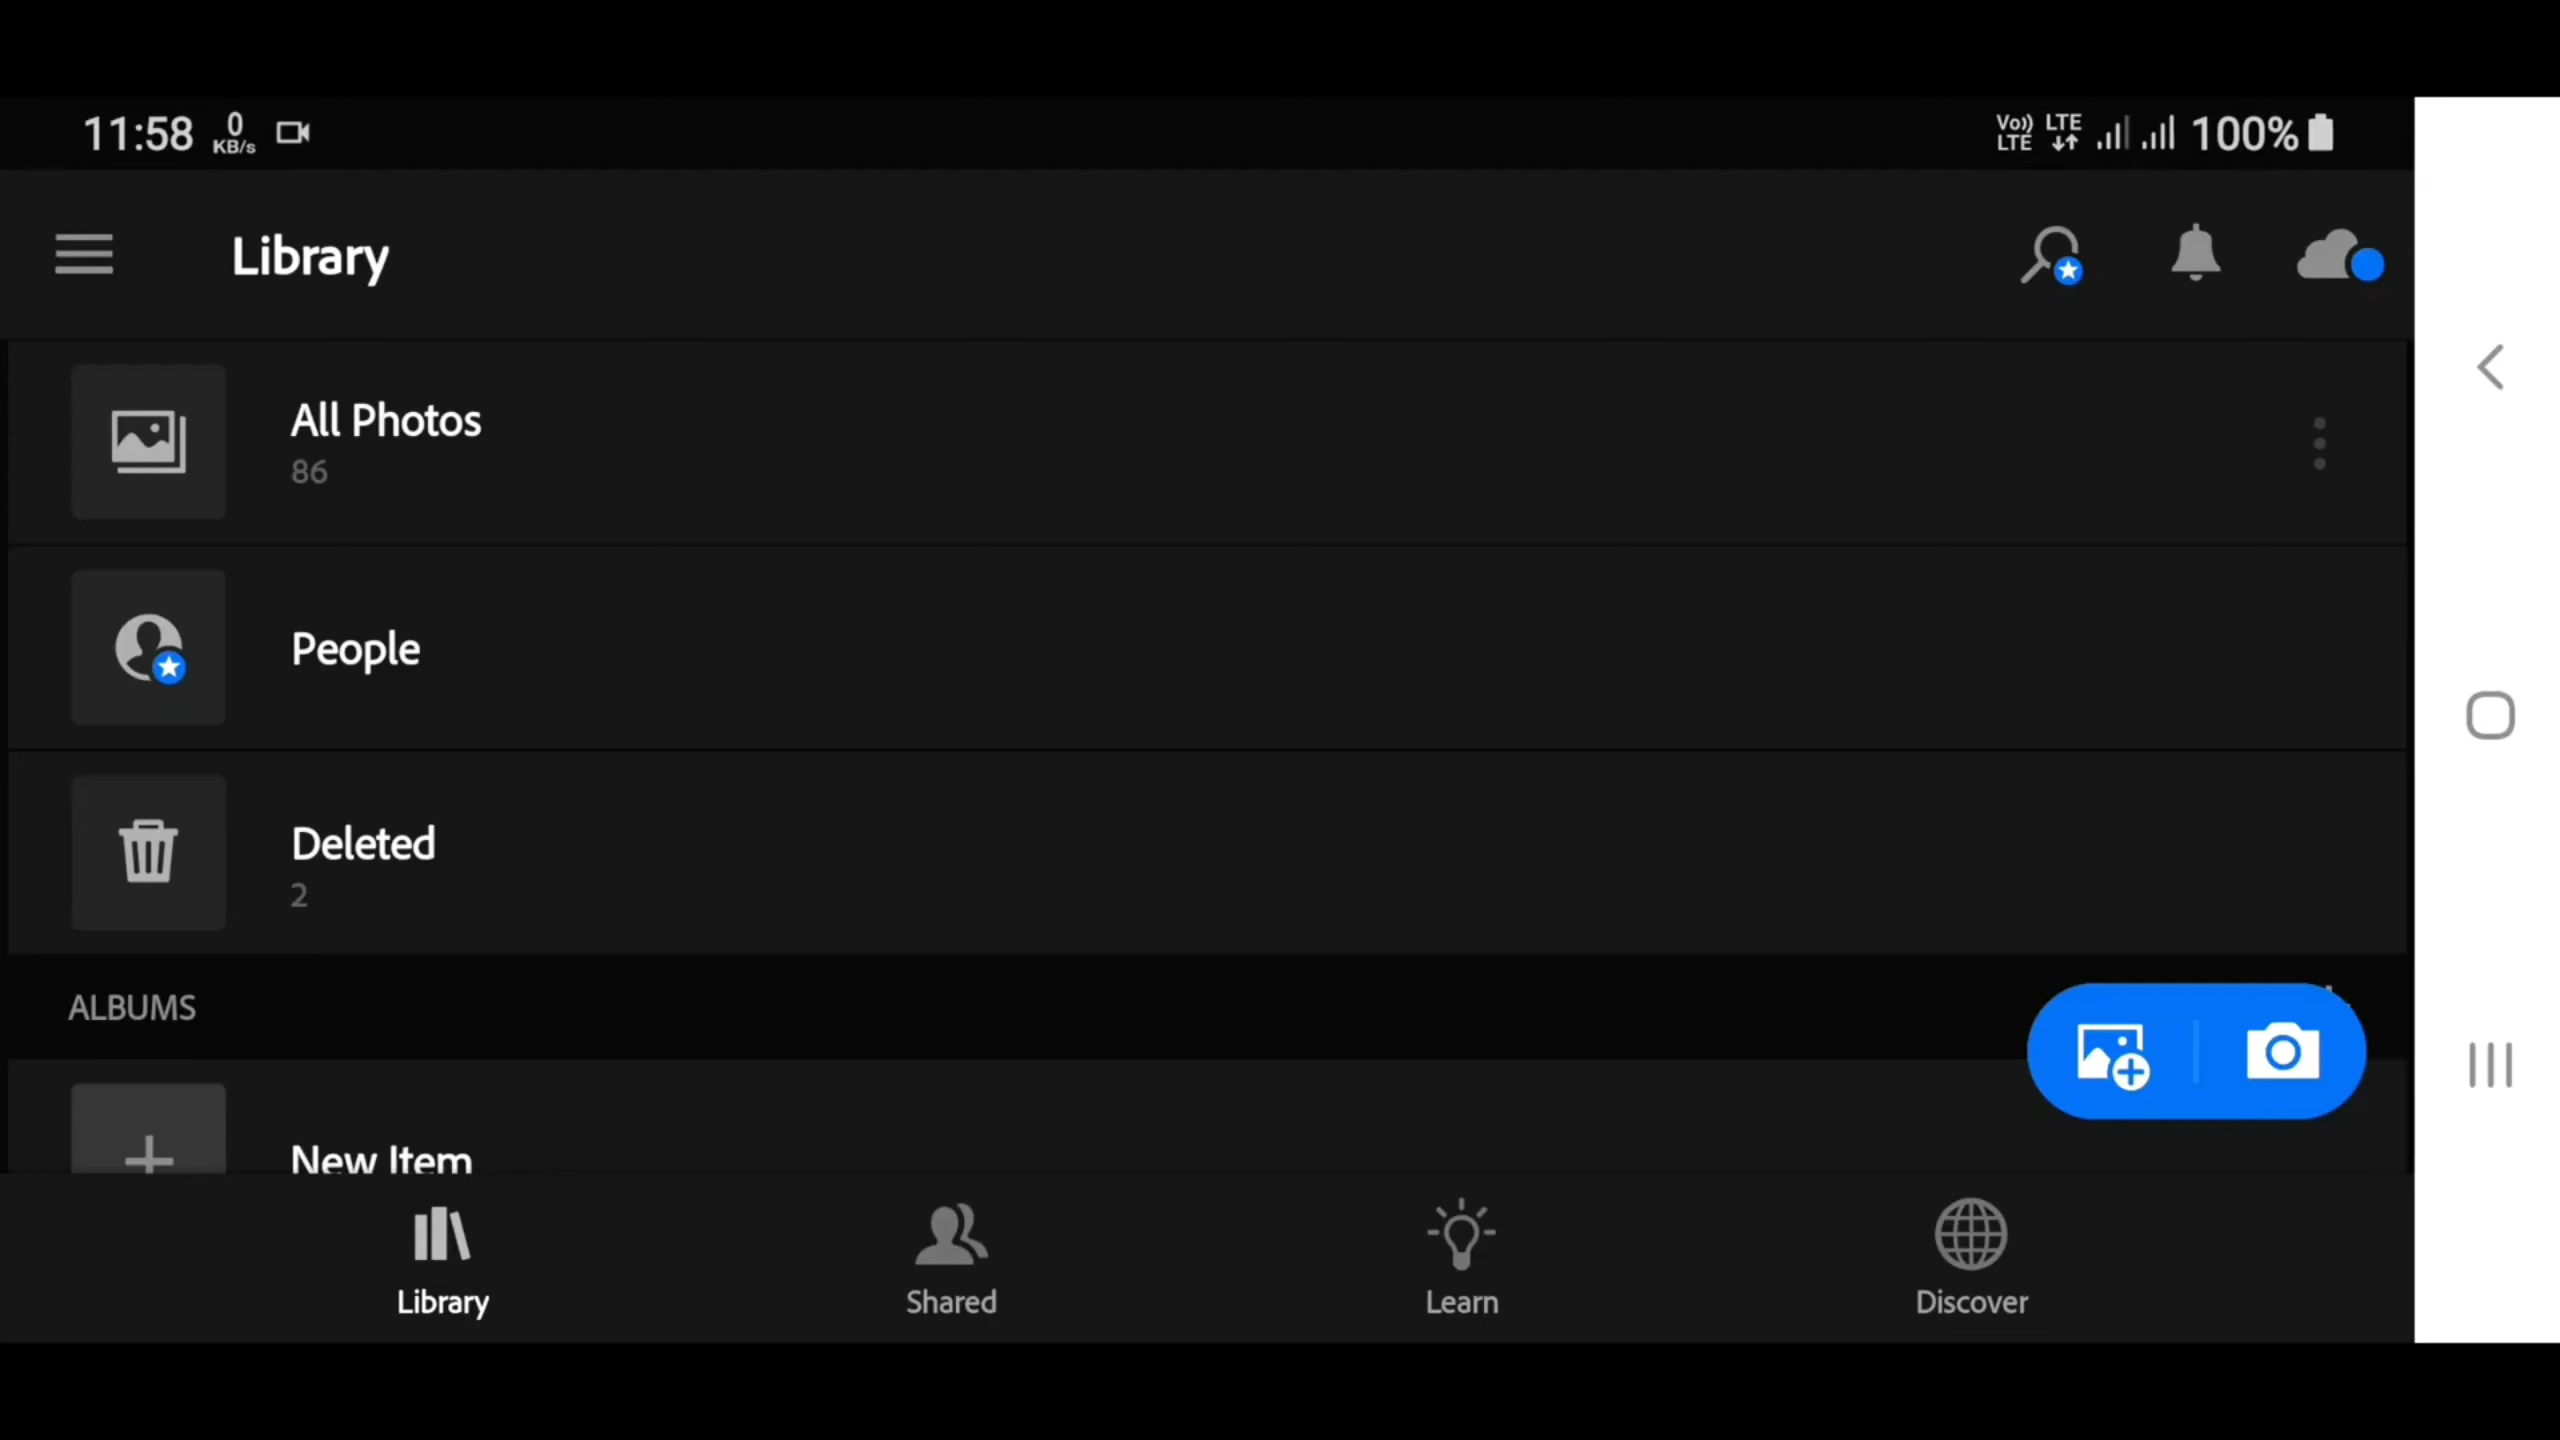 11:58 0 KB/s Vo)) LTE LTE 100%
Library
All Photos
86
People
Deleted
2
ALBUMS
New Item
Library Shared Learn Discover